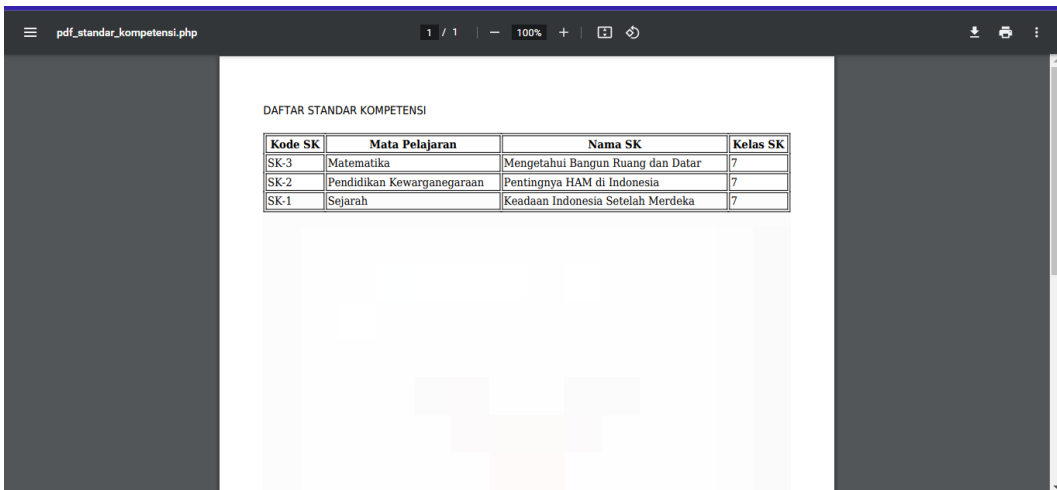 pdf_standar_kompetensi.php 1 / 1 100%
DAFTAR STANDAR KOMPETENSI
Kode SK Mata Pelajaran Nama SK Kelas SK
SK-3 Matematika Mengetahui Bangun Ruang dan Datar 7
SK-2 Pendidikan Kewarganegaraan Pentingnya HAM di Indonesia 7
SK-1 Sejarah Keadaan Indonesia Setelah Merdeka 7